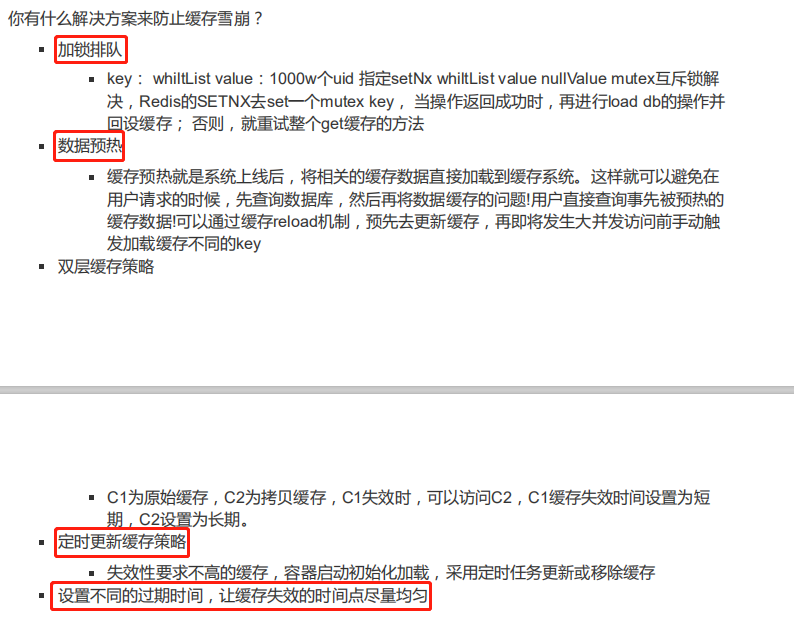 你有什么解决方案来防止缓存雪崩？
加锁排队
key： whiltList value：1000w个uid 指定setNx whiltList value nullValue mutex互斥锁解
决，Redis的SETNX去set一个mutex key， 当操作返回成功时，再进行load db的操作并
回设缓存； 否则，就重试整个get缓存的方法
数据预热
缓存预热就是系统上线后，将相关的缓存数据直接加载到缓存系统。这样就可以避免在
用户请求的时候，先查询数据库，然后再将数据缓存的问题!用户直接查询事先被预热的
缓存数据!可以通过缓存reload机制，预先去更新缓存，再即将发生大并发访问前手动触
发加载缓存不同的key
双层缓存策略
C1为原始缓存，C2为拷贝缓存，C1失效时，可以访问C2，C1缓存失效时间设置为短
期，C2设置为长期。
定时更新缓存策略
失效性要求不高的缓存，容器启动初始化加载，采用定时任务更新或移除缓存
设置不同的过期时间，让缓存失效的时间点尽量均匀